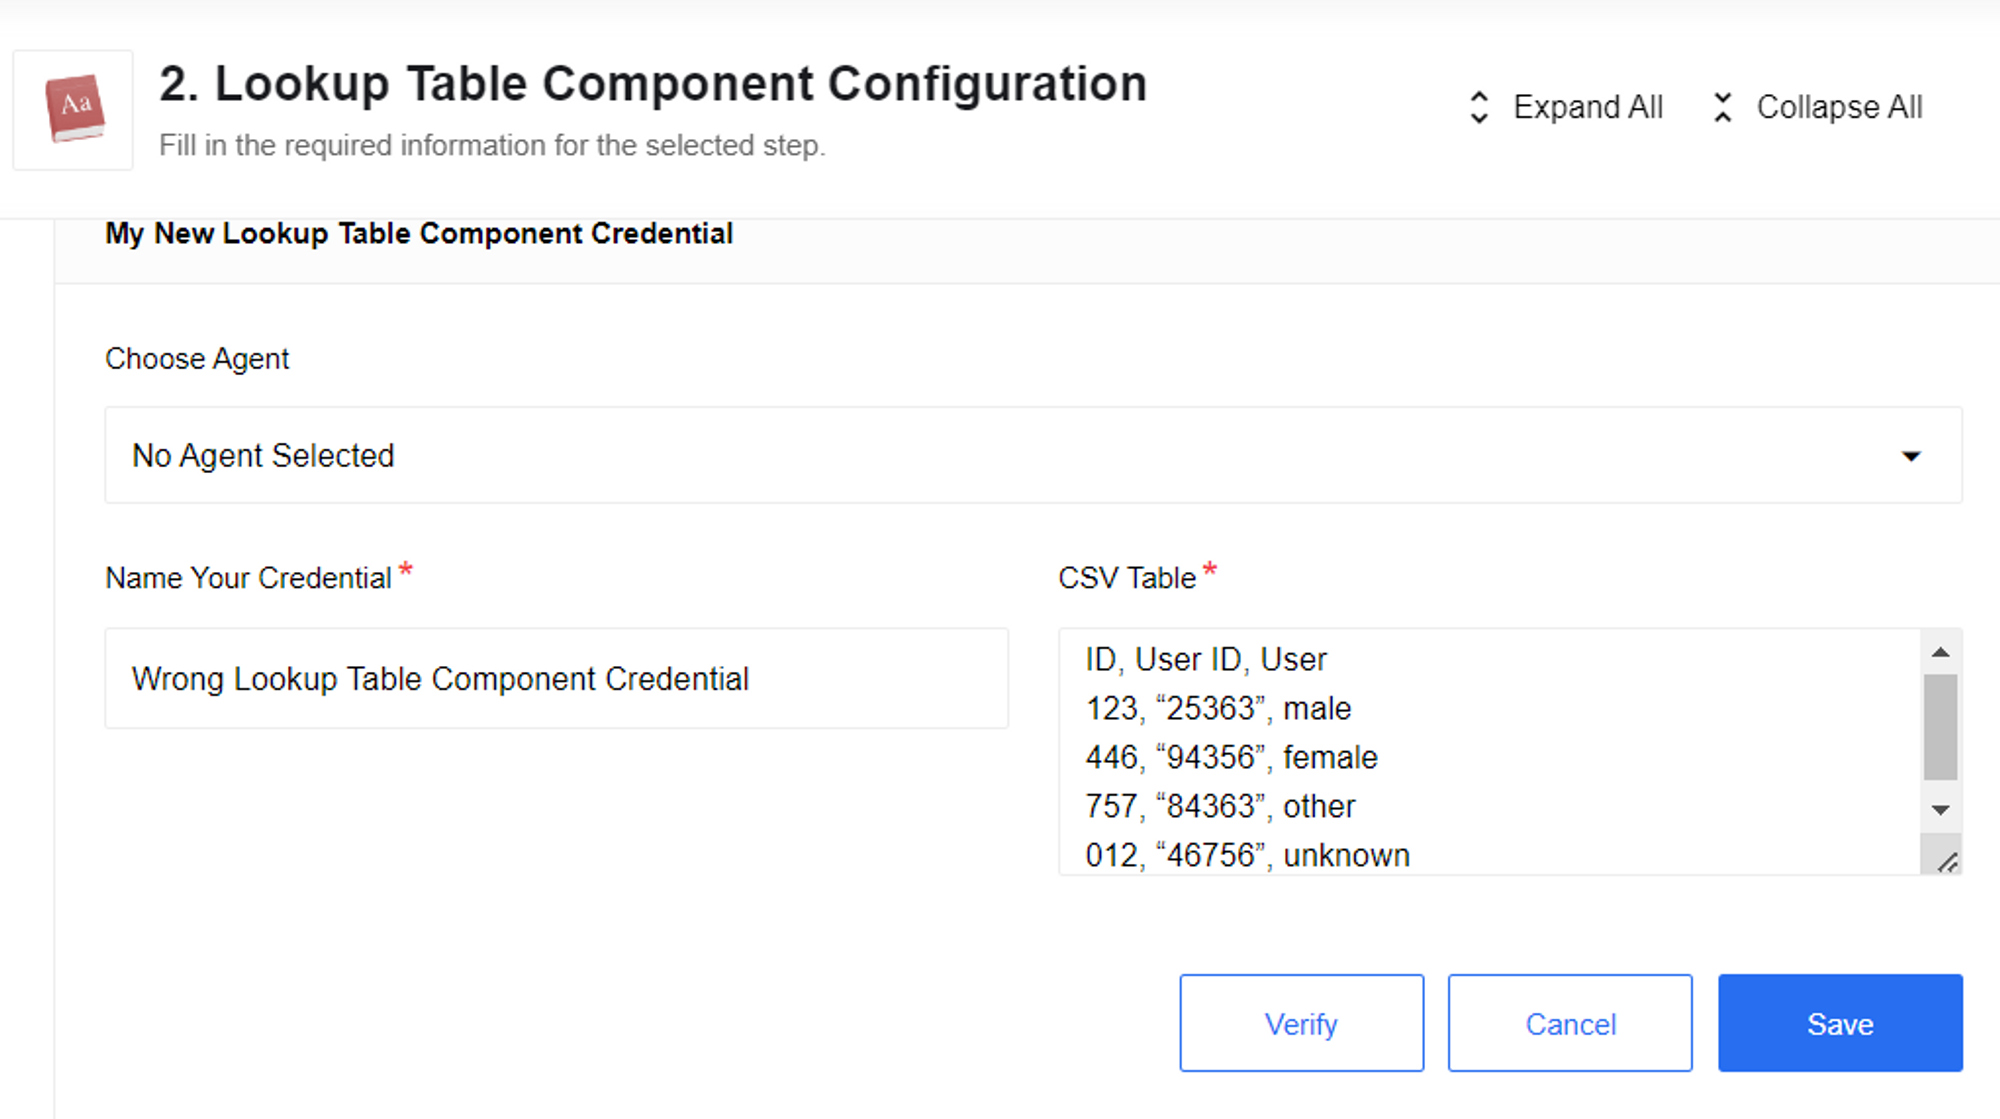 Aa
2. Lookup Table Component Configuration
Fill in the required information for the selected step.
Expand All
Collapse All
My New Lookup Table Component Credential
Choose Agent
No Agent Selected
Name Your Credential *
Wrong Lookup Table Component Credential
CSV Table *
ID, User ID, User
123, “25363”, male
446, “94356”, female
757, “84363”, other
012, “46756”, unknown
Verify
Cancel
Save